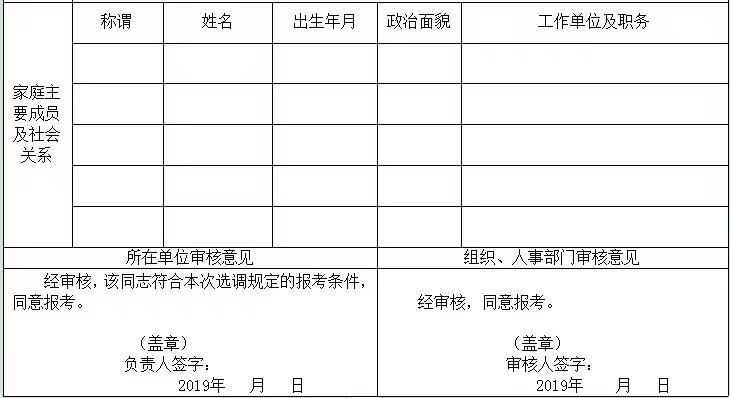 称谓 姓名 出生年月 政治面貌 工作单位及职务
家庭主
要成员
及社会
关系
所在单位审核意见 组织、人事部门审核意见
经审核，该同志符合本次选调规定的报考条件，
同意报考。
（盖章）
负责人签字：
2019年 月 日
经审核，同意报考。
（盖章）
审核人签字：
2019年 月 日